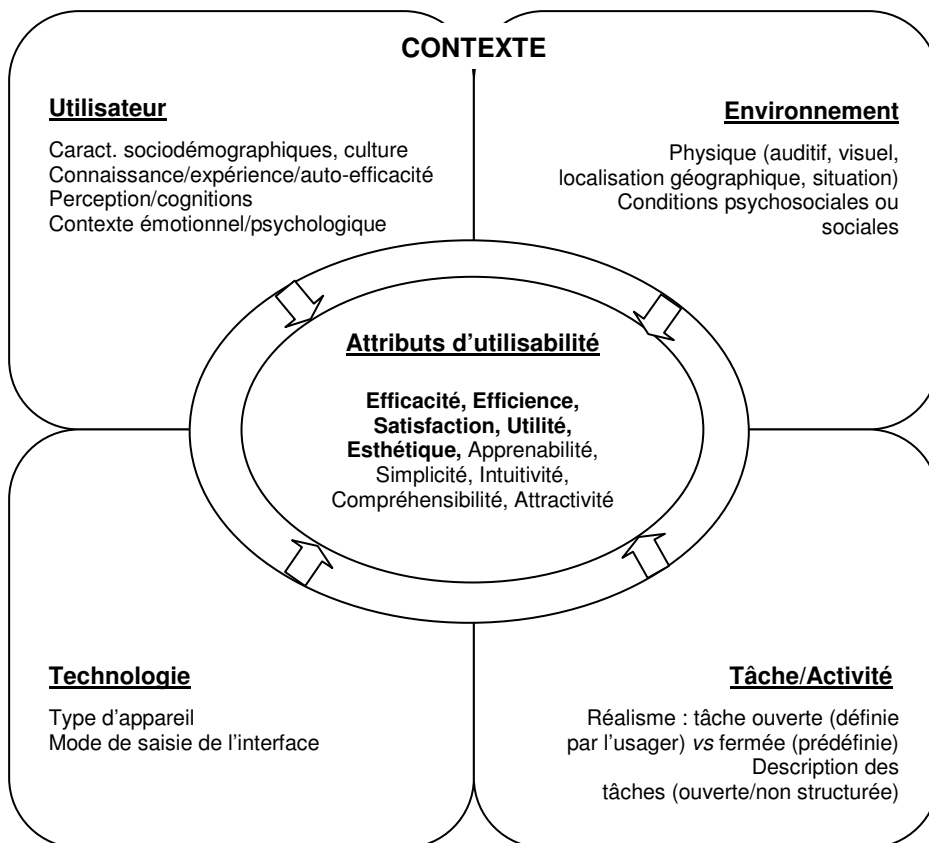 CONTEXTE
Utilisateur
Caract. sociodémographiques, culture
Connaissance/expérience/auto-efficacité
Perception/cognitions
Contexte émotionnel/psychologique
Environnement
Physique (auditif, visuel,
localisation géographique, situation)
Conditions psychosociales ou
sociales
Attributs d’utilisabilité
Efficacité, Efficience,
Satisfaction, Utilité,
Esthétique, Apprenabilité,
Simplicité, Intuitivité,
Compréhensibilité, Attractivité
Technologie
Type d’appareil
Mode de saisie de l’interface
Tâche/Activité
Réalisme : tâche ouverte (définie
par l’usager) vs fermée (prédéfinie)
Description des
tâches (ouverte/non structurée)